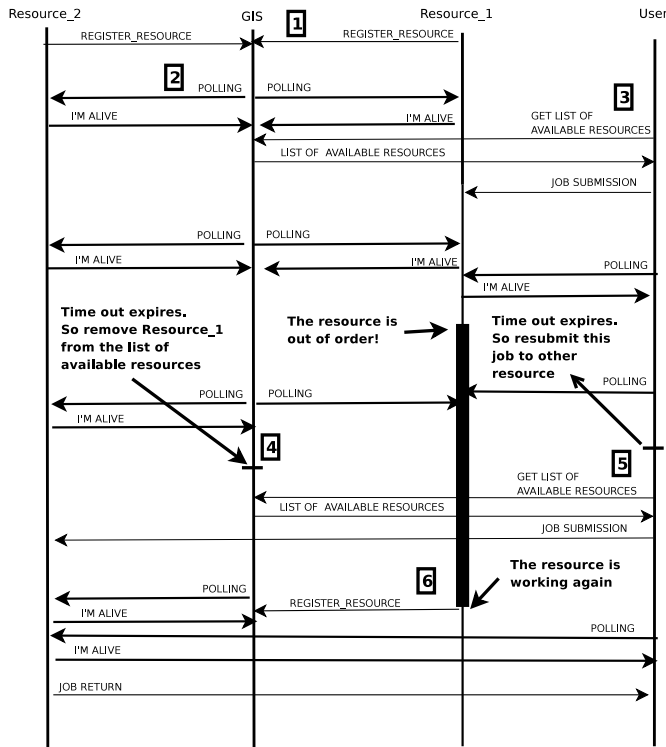 Resource_2 GIS Resource_1 User
1
REGISTER_RESOURCE REGISTER_RESOURCE
2 3
POLLING POLLING
GET LIST OF
AVAILABLE RESOURCES
I'M ALIVE I'M ALIVE
LIST OF AVAILABLE RESOURCES
JOB SUBMISSION
POLLING POLLING
I'M ALIVE I'M ALIVE POLLING
I'M ALIVE
Time out expires.
So remove Resource_1
from the list of
available resources
The resource is
out of order!
Time out expires.
So resubmit this
job to other
resource
POLLING POLLING POLLING
I'M ALIVE
4 5
GET LIST OF
AVAILABLE RESOURCES
LIST OF AVAILABLE RESOURCES
JOB SUBMISSION
6
The resource is
working again
POLLING
REGISTER_RESOURCE
I'M ALIVE
POLLING
I'M ALIVE
JOB RETURN